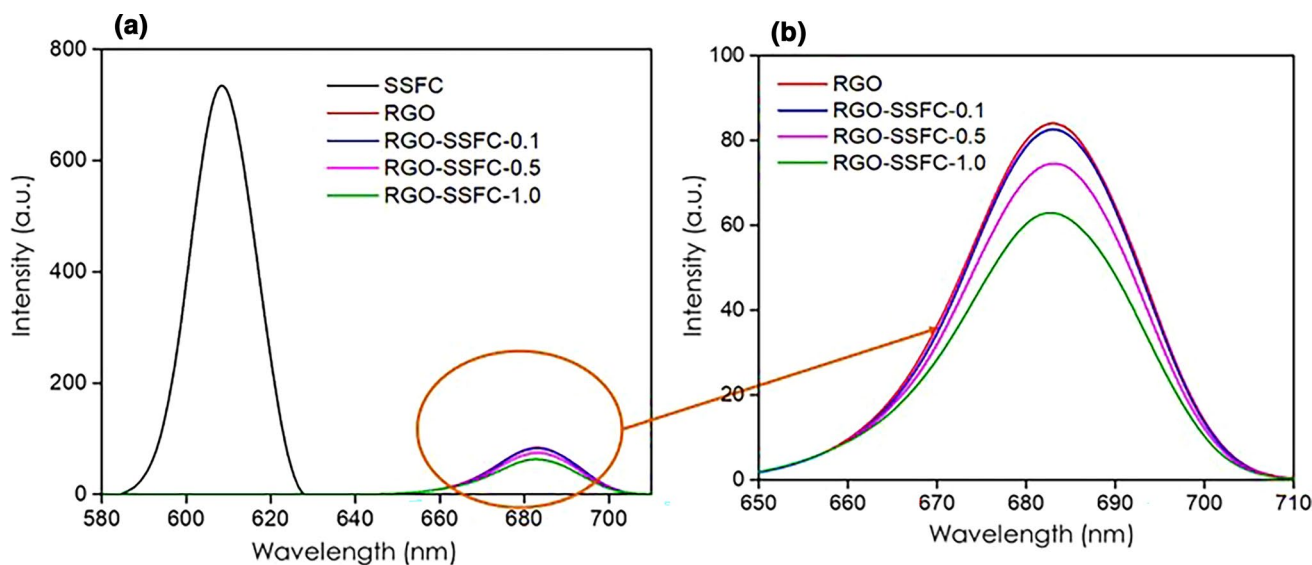 (a)
800
600
400
200
0
580
600
620
640
660
680
700
Intensity (a.u.)
Wavelength (nm)
SSFC
RGO
RGO-SSFC-0.1
RGO-SSFC-0.5
RGO-SSFC-1.0
(b)
100
80
60
40
20
0
650
660
670
680
690
700
710
Intensity (a.u.)
Wavelength (nm)
RGO
RGO-SSFC-0.1
RGO-SSFC-0.5
RGO-SSFC-1.0